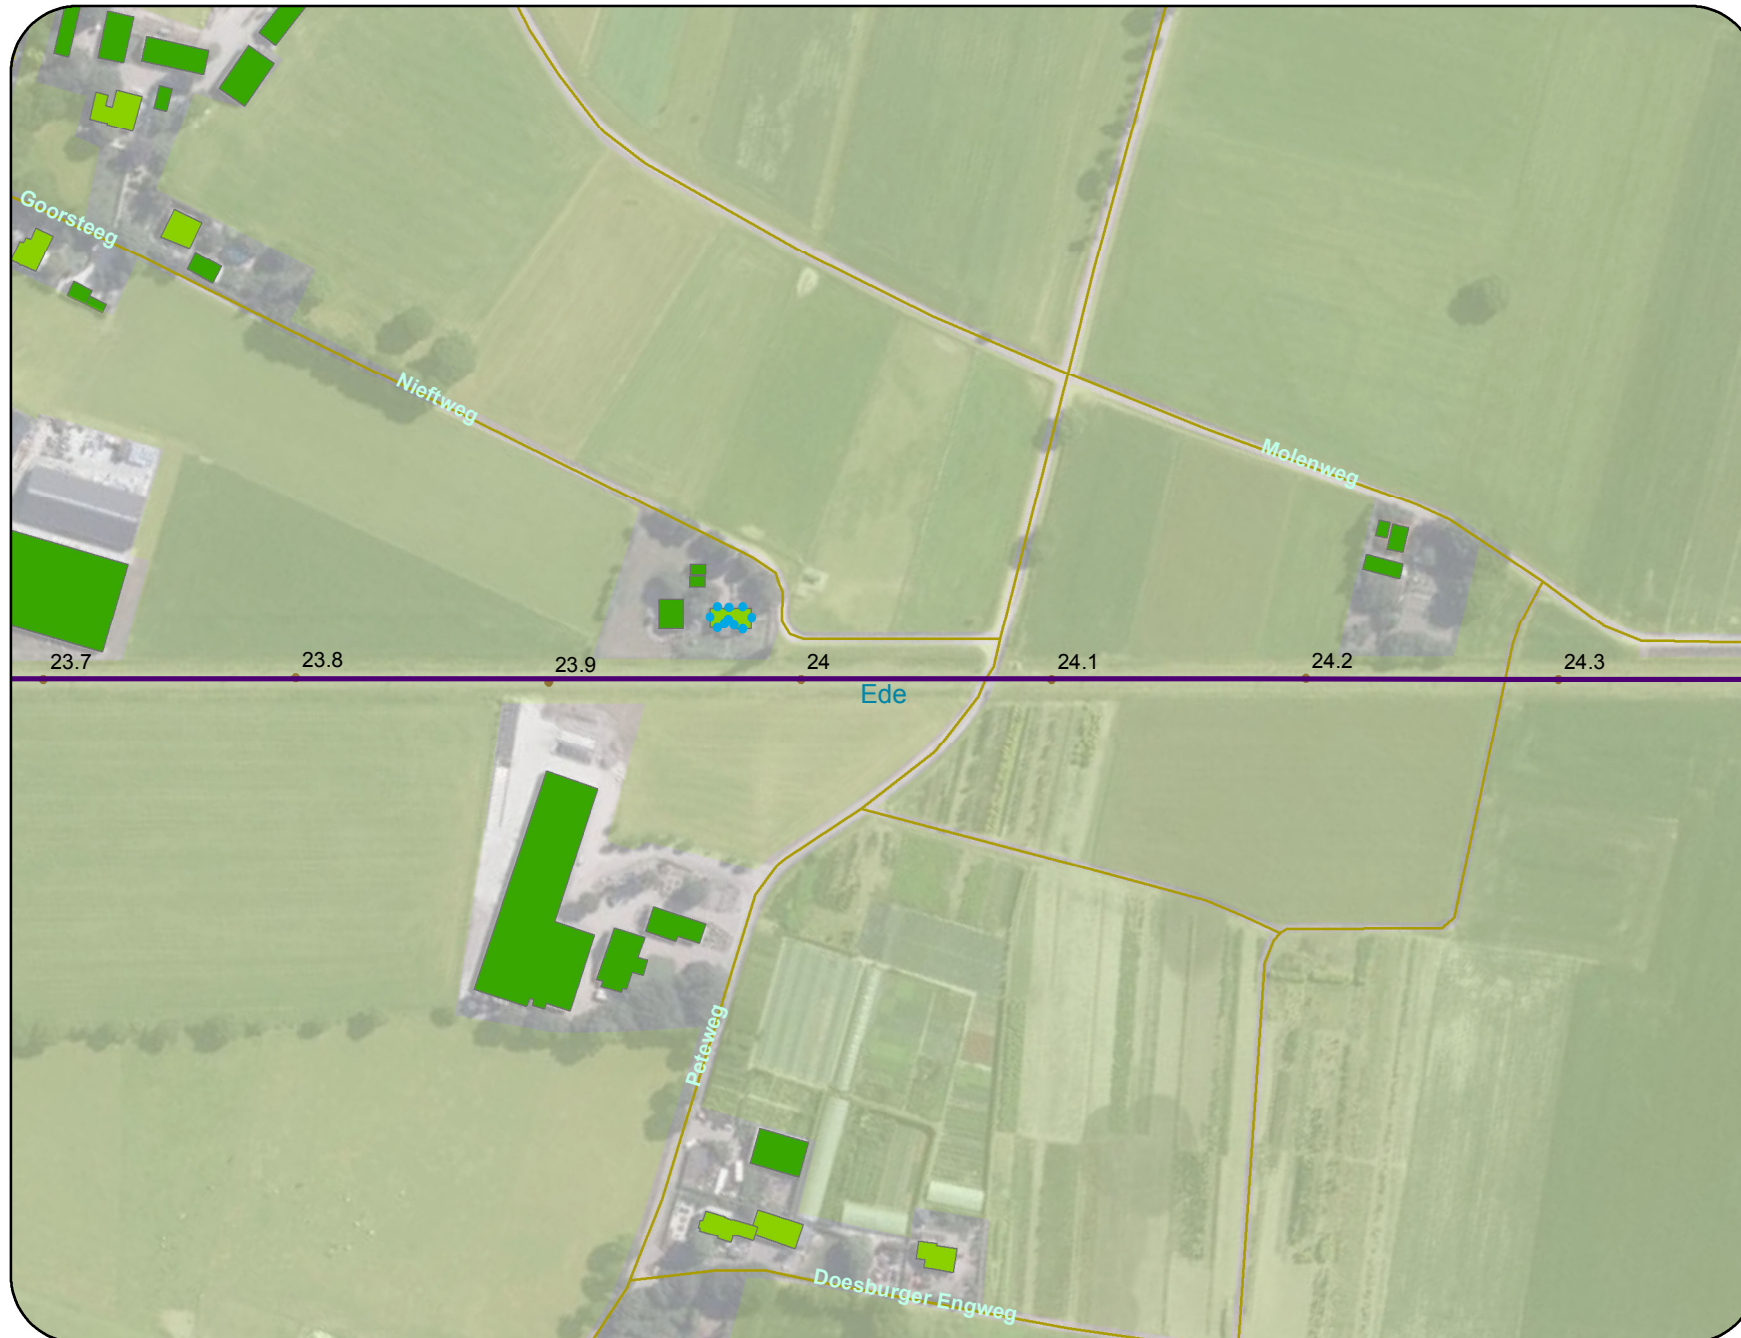 Goorsteeg
Nieftweg
Molenweg
23.7
23.8
23.9
24
24.1
24.2
24.3
Ede
Peteweg
Doesburger Engweg